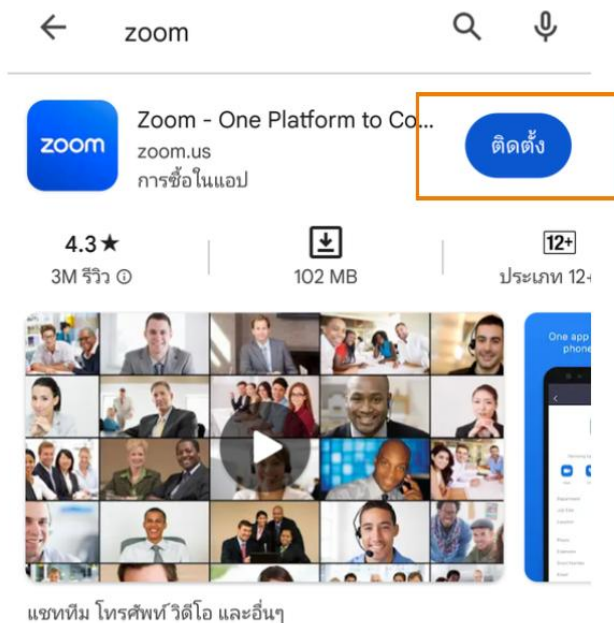 zoom
zoom
Zoom - One Platform to Co...
zoom.us
การซื้อในแอป
ติดตั้ง
4.3★
3M รีวิว
102 MB
12+
ประเภท 12+
One app
phone
แชททีม โทรศัพท์ วิดีโอ และอื่นๆ